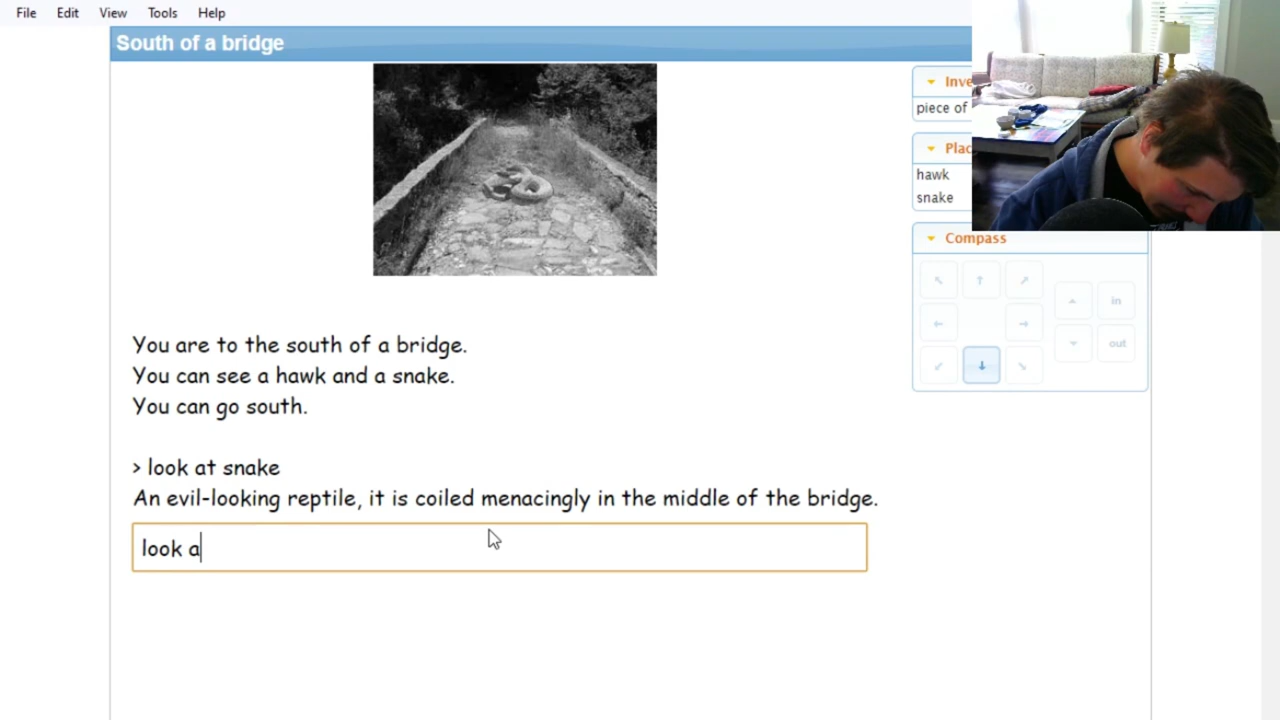 File Edit View Tools Help
South of a bridge
Inve
piece of
Plac
hawk
snake
Compass
in
out
You are to the south of a bridge.
You can see a hawk and a snake.
You can go south.
> look at snake
An evil-looking reptile, it is coiled menacingly in the middle of the bridge.
look a